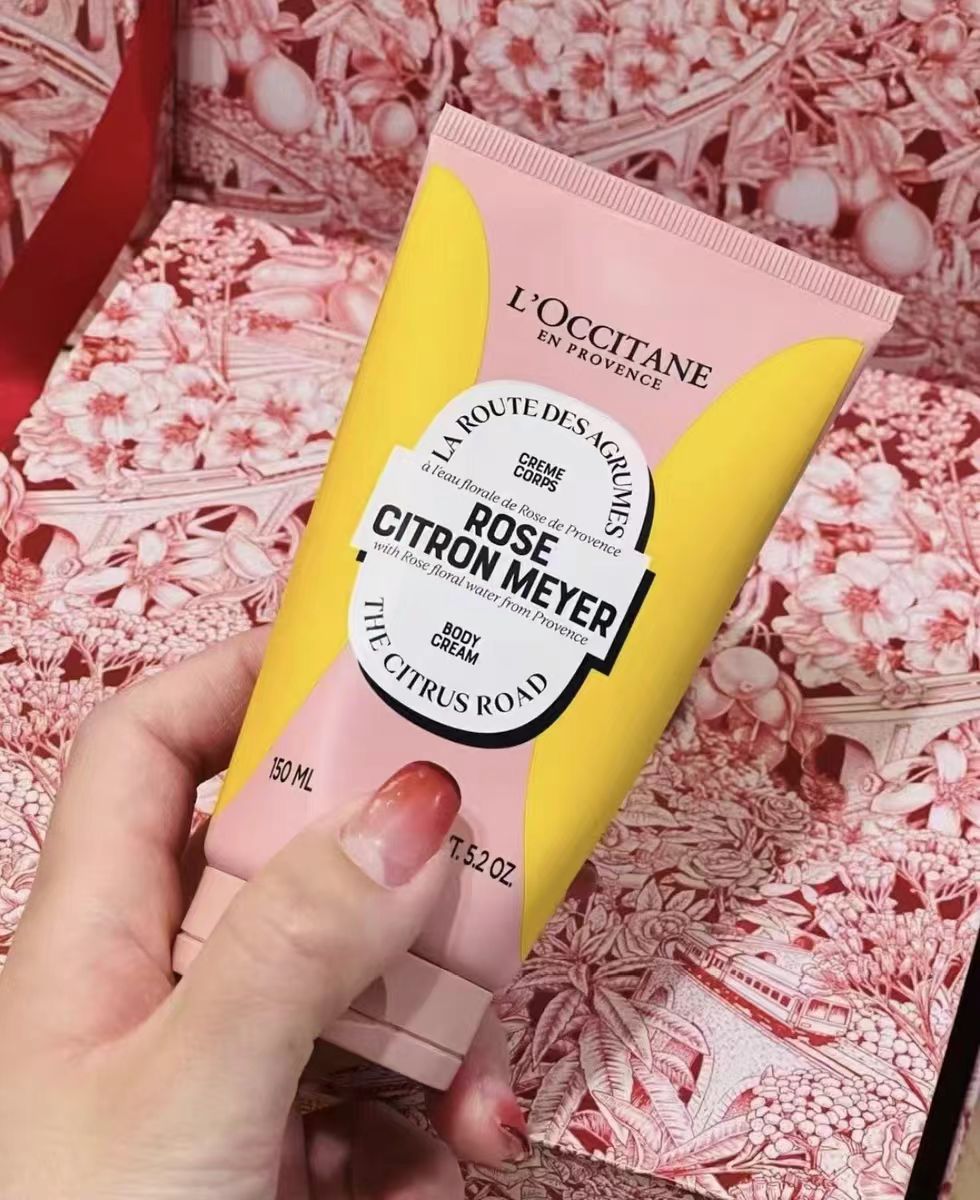 L'OCCITANE
EN PROVENCE
LA ROUTE DES AGRUMES
CREME
CORPS
à l'eau florale de Rose de Provence
ROSE
CITRON MEYER
with Rose floral water from Provence
BODY
CREAM
THE CITRUS ROAD
150 ML
5.2 OZ.